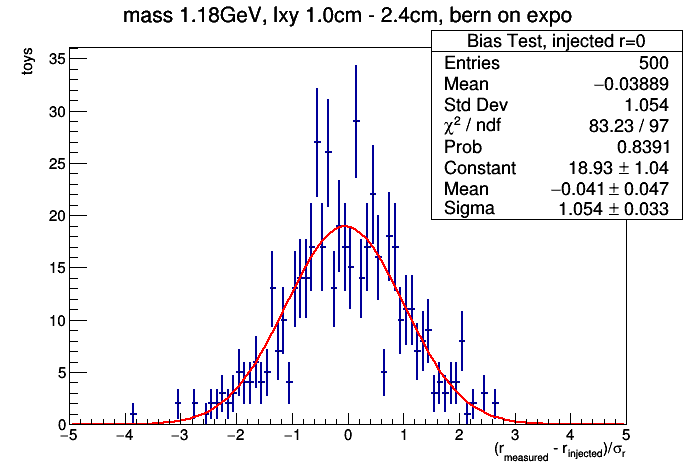 mass 1.18GeV, lxy 1.0cm - 2.4cm, bern on expo
Bias Test, injected r=0
Entries 500
Mean −0.03889
Std Dev 1.054
χ² / ndf 83.23 / 97
Prob 0.8391
Constant 18.93 ± 1.04
Mean −0.041 ± 0.047
Sigma 1.054 ± 0.033
toys
35
30
25
20
15
10
5
0
−5 −4 −3 −2 −1 0 1 2 3 4 5
(r_measured - r_injected)/σ_r